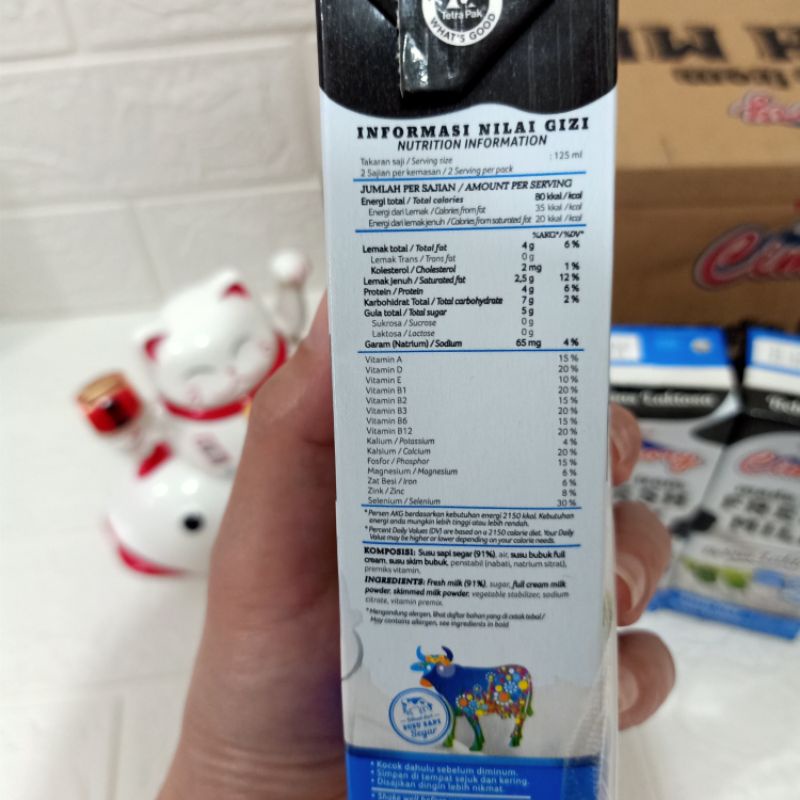 Tetra Pak
WHAT'S GOOD
INFORMASI NILAI GIZI
NUTRITION INFORMATION
Takaran saji / Serving size : 125 ml
2 Sajian per kemasan / 2 Serving per pack
JUMLAH PER SAJIAN / AMOUNT PER SERVING
Energi total / Total calories 80 kkal / kcal
Energi dari Lemak / Calories from fat 35 kkal / kcal
Energi dari lemak jenuh / Calories from saturated fat 20 kkal / kcal
%AKG*/%DV*
Lemak total / Total fat 4 g 6 %
Lemak Trans / Trans fat 0 g
Kolesterol / Cholesterol 2 mg 1 %
Lemak jenuh / Saturated fat 2,5 g 12 %
Protein / Protein 4 g 6 %
Karbohidrat Total / Total carbohydrate 7 g 2 %
Gula total / Total sugar 5 g
Sukrosa / Sucrose 0 g
Laktosa / Lactose 0 g
Garam (Natrium) / Sodium 65 mg 4 %
Vitamin A 15 %
Vitamin D 20 %
Vitamin E 10 %
Vitamin B1 20 %
Vitamin B2 15 %
Vitamin B3 20 %
Vitamin B6 15 %
Vitamin B12 20 %
Kalium / Potassium 4 %
Kalsium / Calcium 20 %
Fosfor / Phosphor 15 %
Magnesium / Magnesium 6 %
Zat Besi / Iron 6 %
Zink / Zinc 8 %
Selenium / Selenium 30 %
* Persen AKG berdasarkan kebutuhan energi 2150 kkal. Kebutuhan
energi anda mungkin lebih tinggi atau lebih rendah.
* Percent Daily Values (DV) are based on a 2150 calorie diet. Your Daily
Value may be higher or lower depending on your calorie needs.
KOMPOSISI: Susu sapi segar (91%), air, susu bubuk full
cream, susu skim bubuk, penstabil (nabati, natrium sitrat),
premiks vitamin.
INGREDIENTS: Fresh milk (91%), sugar, full cream milk
powder, skimmed milk powder, vegetable stabilizer, sodium
citrate, vitamin premix.
* Mengandung alergen, lihat daftar bahan yang di cetak tebal /
May contains allergen, see ingredients in bold
SUSU SAPI
Segar
• Kocok dahulu sebelum diminum.
• Simpan di tempat sejuk dan kering.
• Disajikan dingin lebih nikmat.
• Shake well before